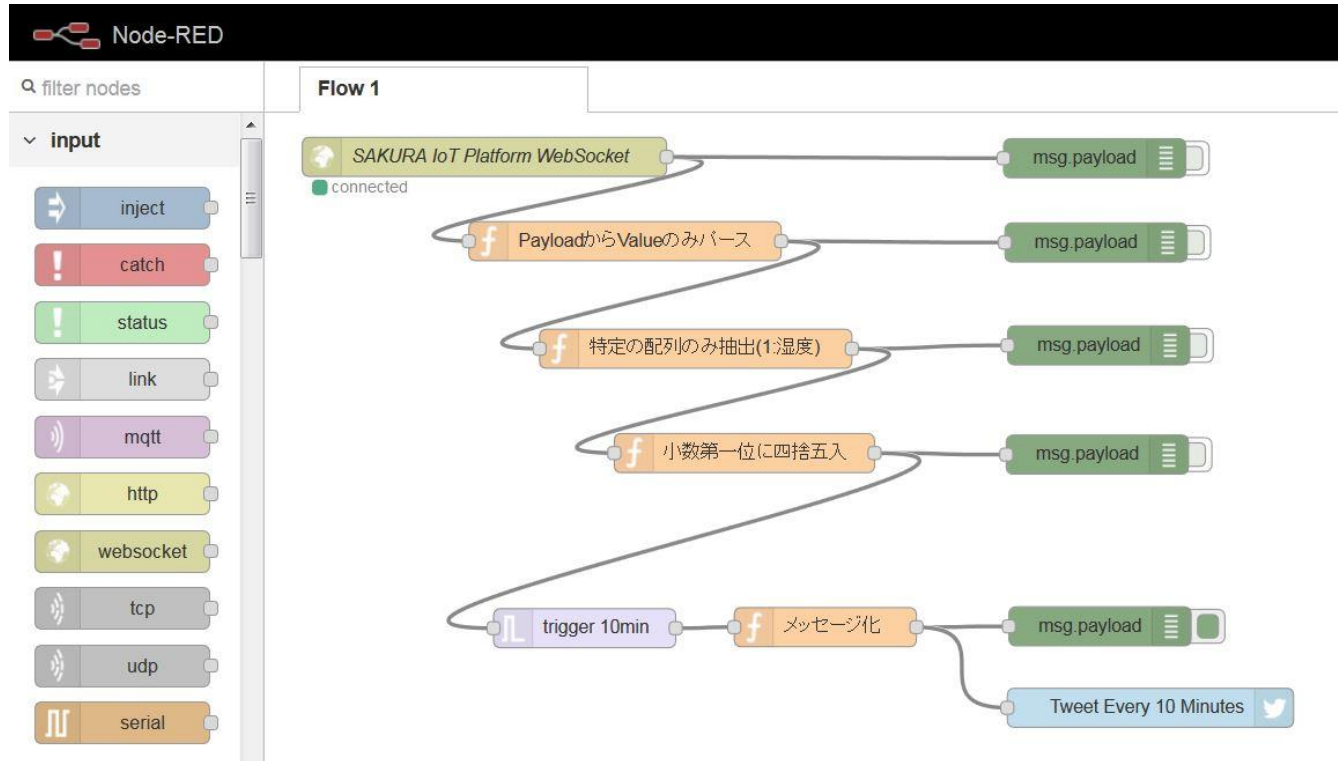 Node-RED
filter nodes
Flow 1
input
inject
catch
status
link
mqtt
http
websocket
tcp
udp
serial
SAKURA IoT Platform WebSocket
msg.payload
connected
PayloadからValueのみパース
msg.payload
特定の配列のみ抽出(1:湿度)
msg.payload
小数第一位に四捨五入
msg.payload
trigger 10min
メッセージ化
msg.payload
Tweet Every 10 Minutes